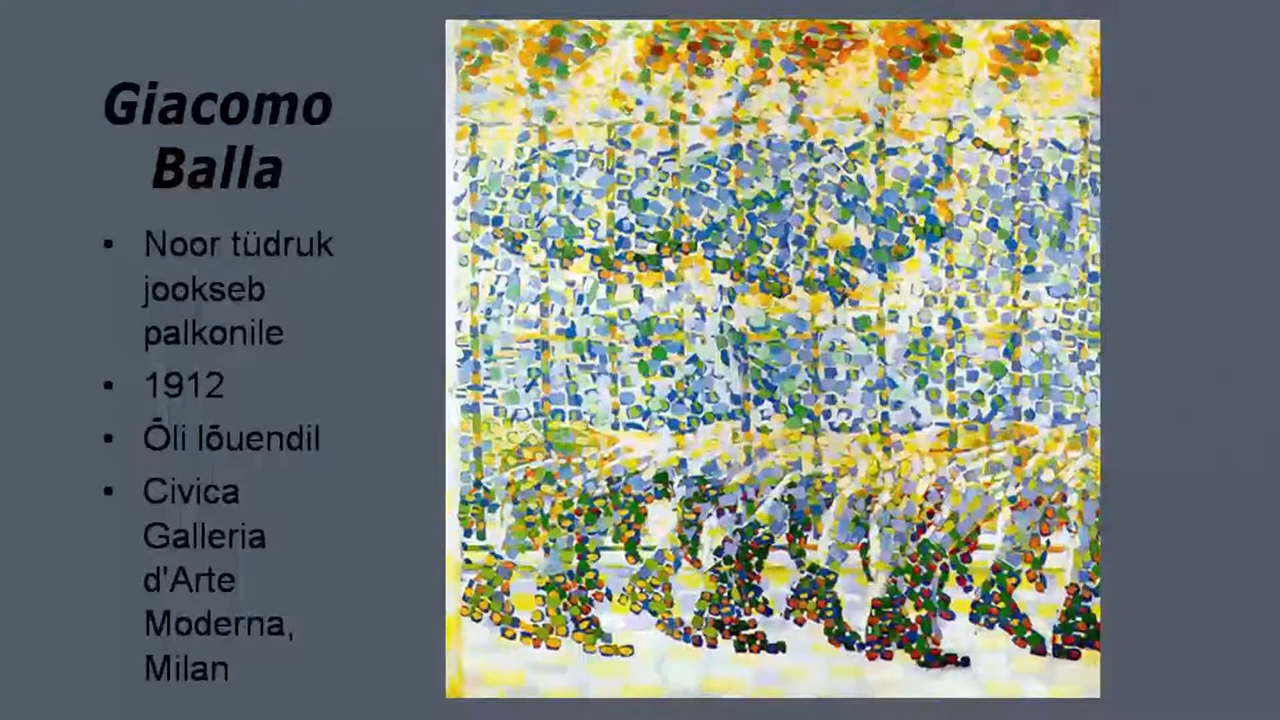 Giacomo
Balla
• Noor tüdruk
jookseb
palkonile
• 1912
• Õli lõuendil
• Civica
Galleria
d'Arte
Moderna,
Milan